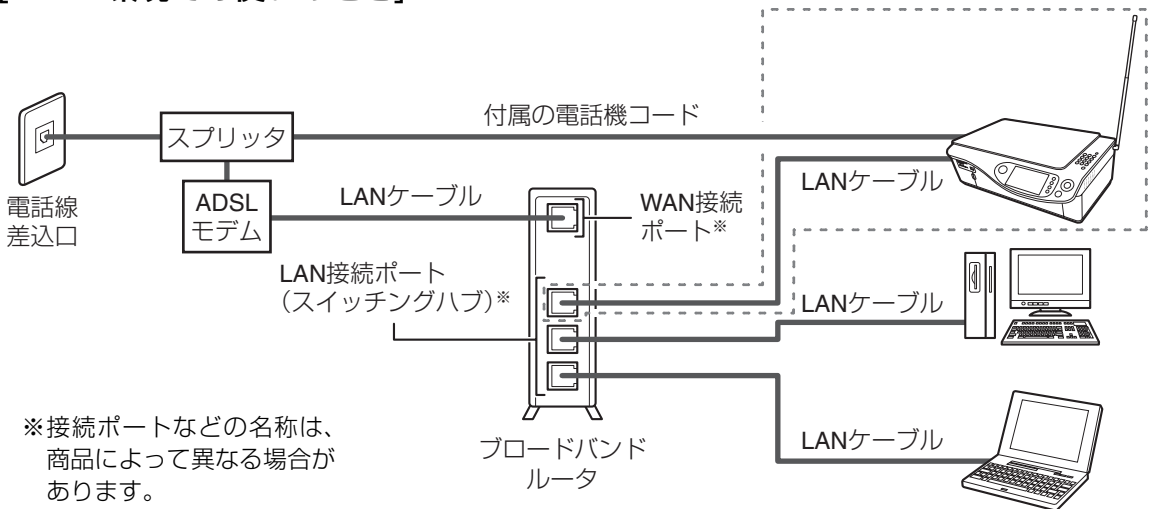 付属の電話機コード
スプリッタ
電話線
差込口
ADSL
モデム
LANケーブル
WAN接続
ポート※
LANケーブル
LAN接続ポート
(スイッチングハブ)※
LANケーブル
LANケーブル
ブロードバンド
ルータ
※接続ポートなどの名称は、
商品によって異なる場合が
あります。